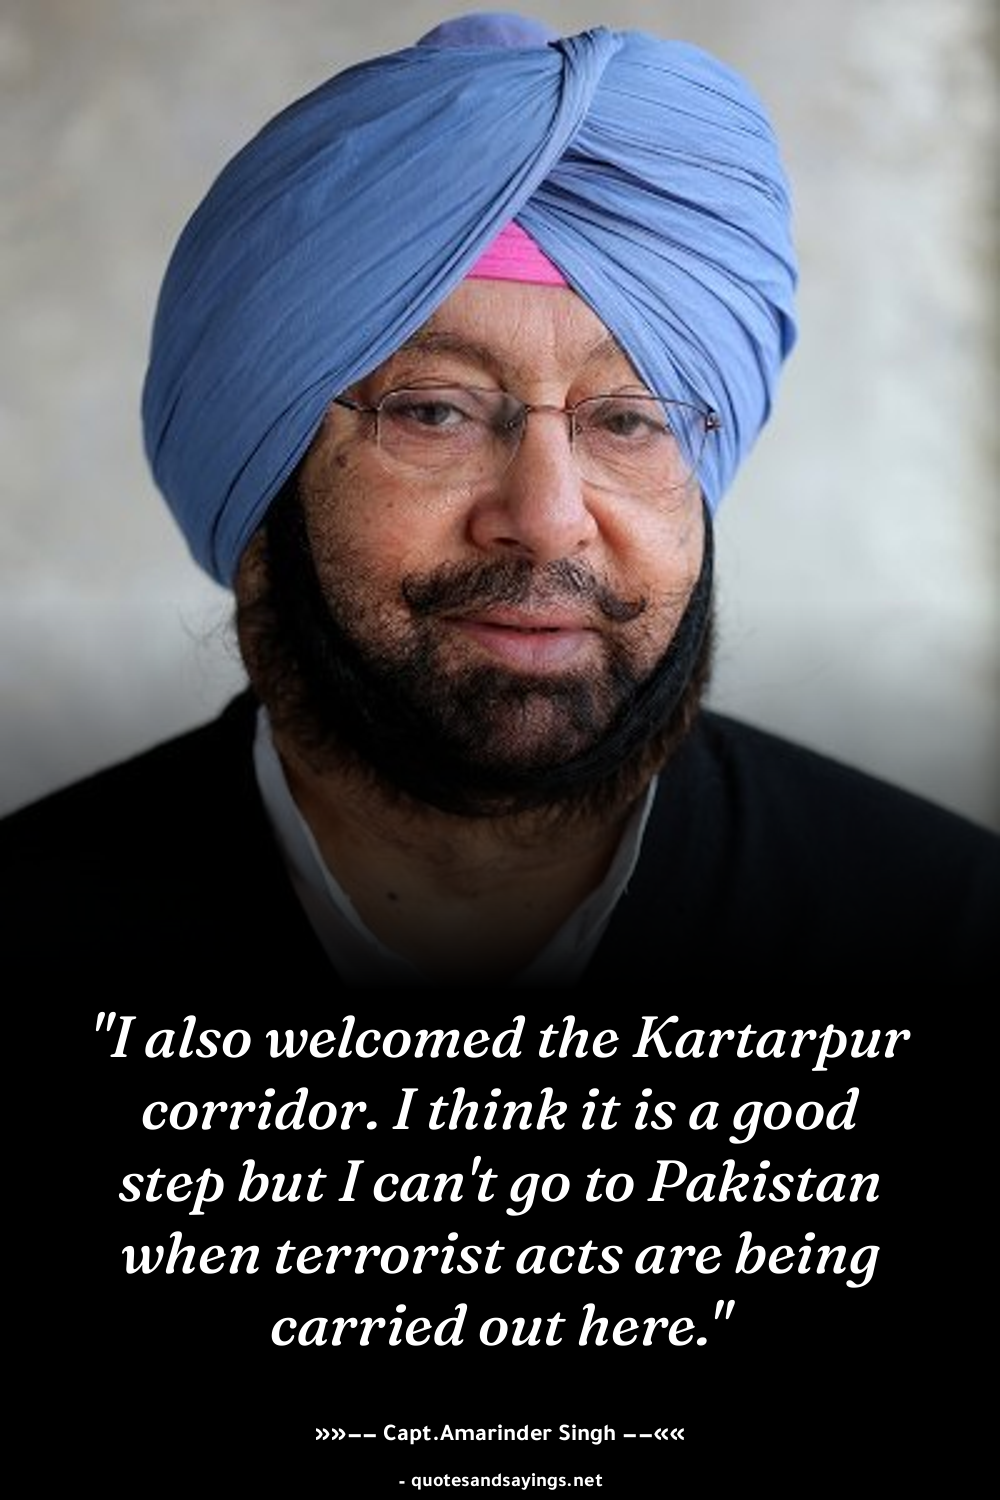 "I also welcomed the Kartarpur
corridor. I think it is a good
step but I can't go to Pakistan
when terrorist acts are being
carried out here."
»»−− Capt.Amarinder Singh −−««
- quotesandsayings.net